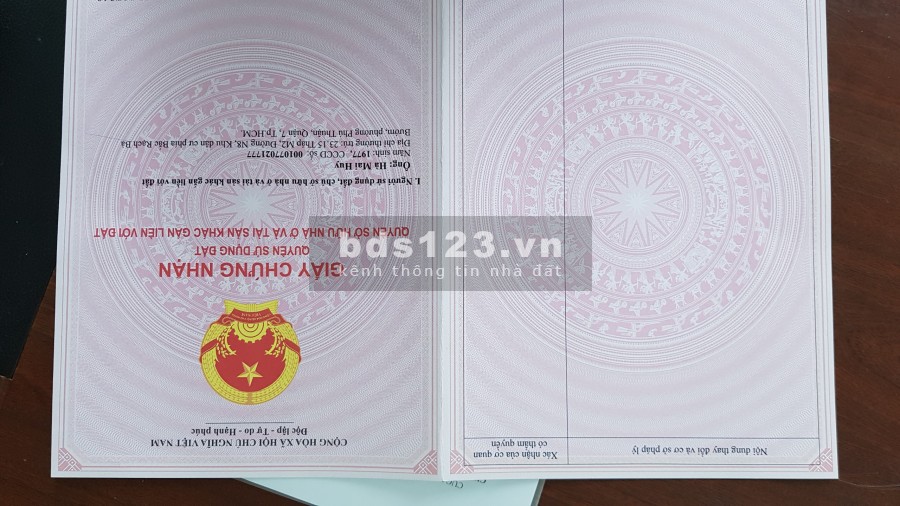 CỘNG HÒA XÃ HỘI CHỦ NGHĨA VIỆT NAM
Độc lập - Tự do - Hạnh phúc
GIẤY CHỨNG NHẬN
QUYỀN SỬ DỤNG ĐẤT
QUYỀN SỞ HỮU NHÀ Ở VÀ TÀI SẢN KHÁC GẮN LIỀN VỚI ĐẤT
I. Người sử dụng đất, chủ sở hữu nhà ở và tài sản khác gắn liền với đất
Ông: Hà Mai Huy
Năm sinh: 1977, CCCD số: 001077021777
Địa chỉ thường trú: 23.15 Tháp M2, Đường N8, Khu dân cư phía Bắc Rạch Bà
Bướm, phường Phú Thuận, Quận 7, Tp.HCM.
Nội dung thay đổi và cơ sở pháp lý
Xác nhận của cơ quan
có thẩm quyền
bds123.vn
kênh thông tin nhà đất